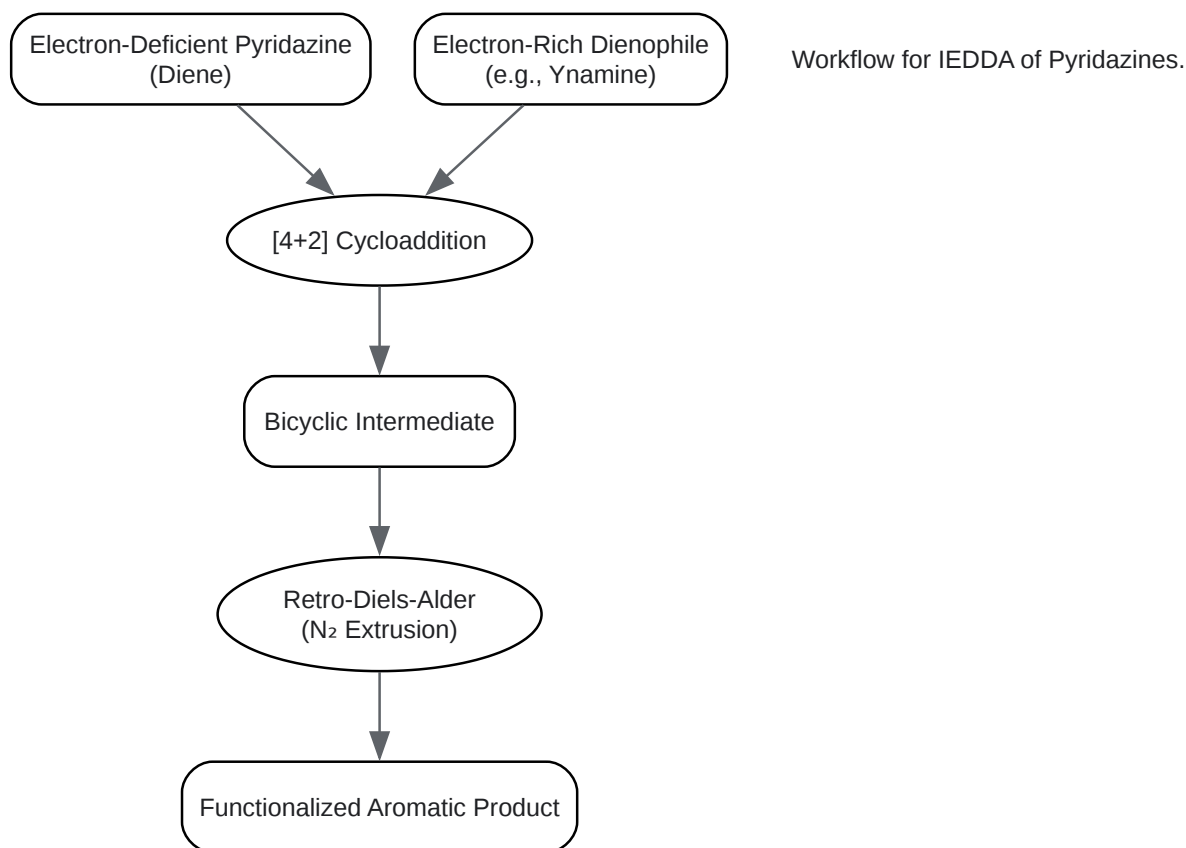 Electron-Deficient Pyridazine
(Diene)
Electron-Rich Dienophile
(e.g., Ynamine)
Workflow for IEDDA of Pyridazines.
[4+2] Cycloaddition
Bicyclic Intermediate
Retro-Diels-Alder
(N₂ Extrusion)
Functionalized Aromatic Product